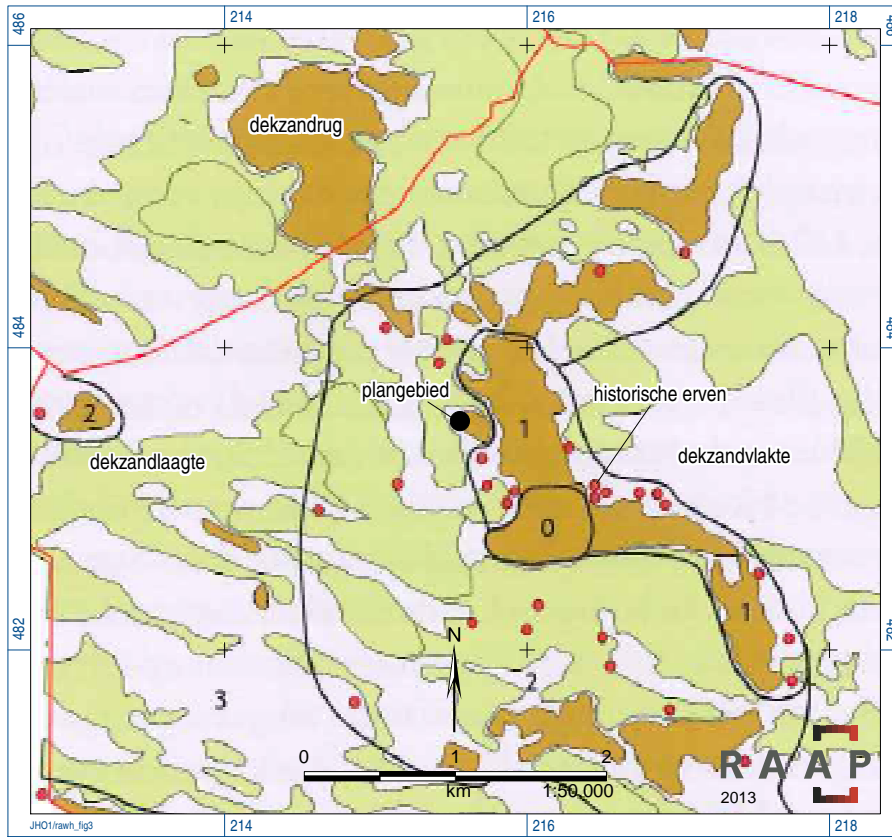 214 216 218
486 486
dekzandrug
484 484
plangebied
historische erven
2
1
dekzandlaagte
dekzandvlakte
0
1
482 482
N
3
2
0 1 2
km 1:50.000
RAAP
2013
JHO1/rawh_fig3
214 216 218